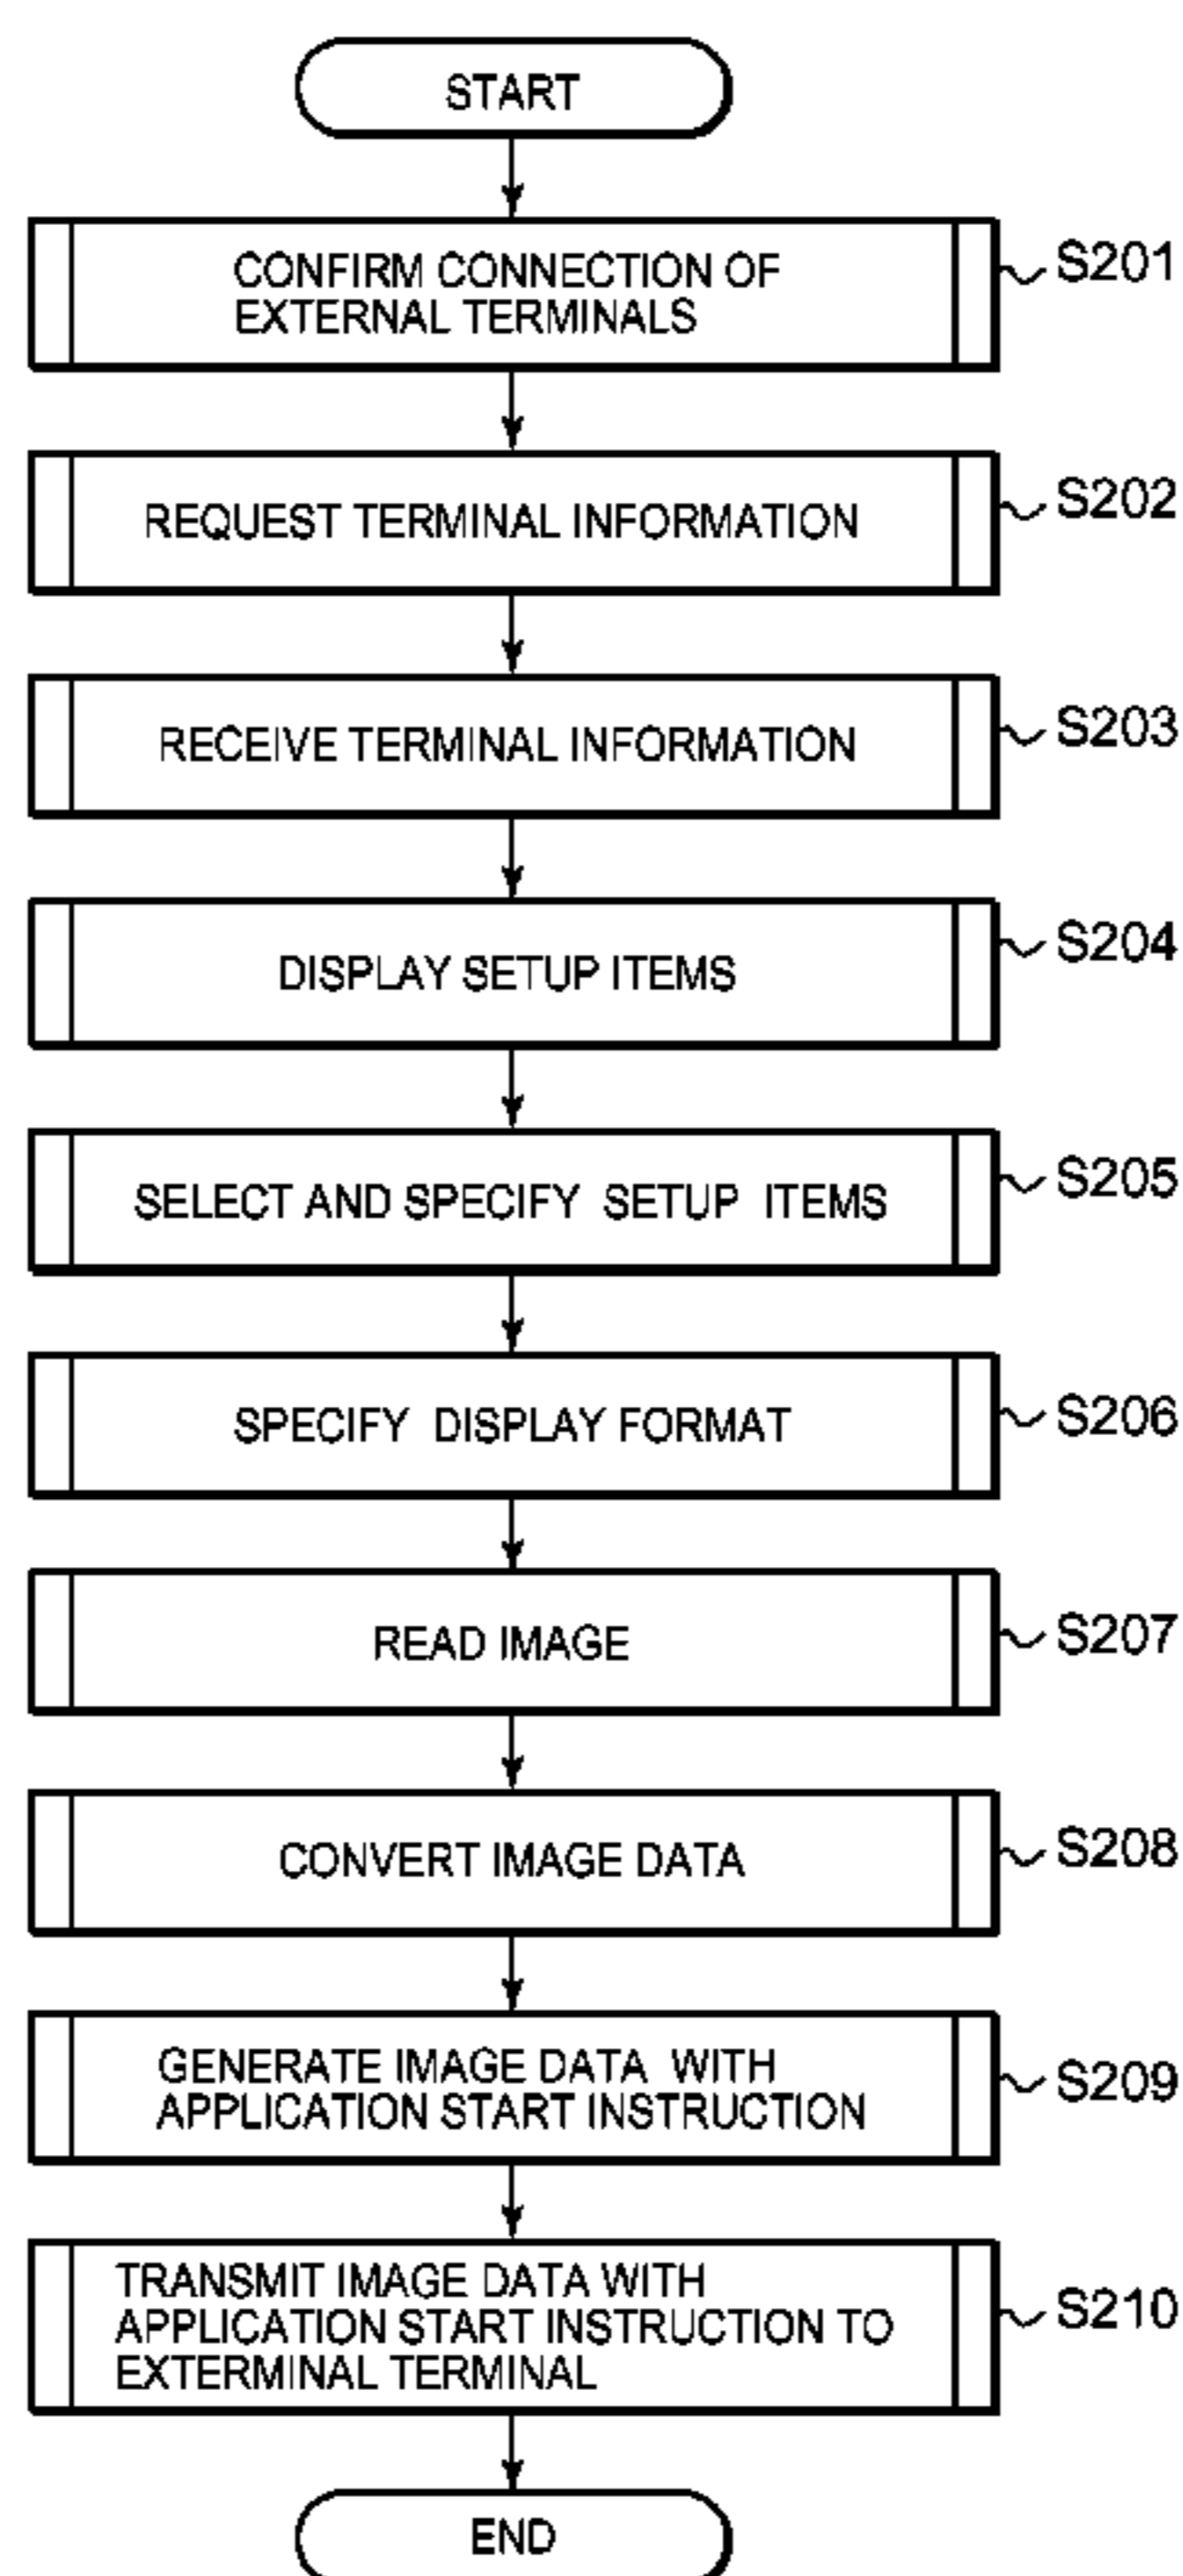 START
CONFIRM CONNECTION OF
EXTERNAL TERMINALS
S201
REQUEST TERMINAL INFORMATION
S202
RECEIVE TERMINAL INFORMATION
S203
DISPLAY SETUP ITEMS
S204
SELECT AND SPECIFY SETUP ITEMS
S205
SPECIFY DISPLAY FORMAT
S206
READ IMAGE
S207
CONVERT IMAGE DATA
S208
GENERATE IMAGE DATA WITH
APPLICATION START INSTRUCTION
S209
TRANSMIT IMAGE DATA WITH
APPLICATION START INSTRUCTION TO
EXTERMINAL TERMINAL
S210
END